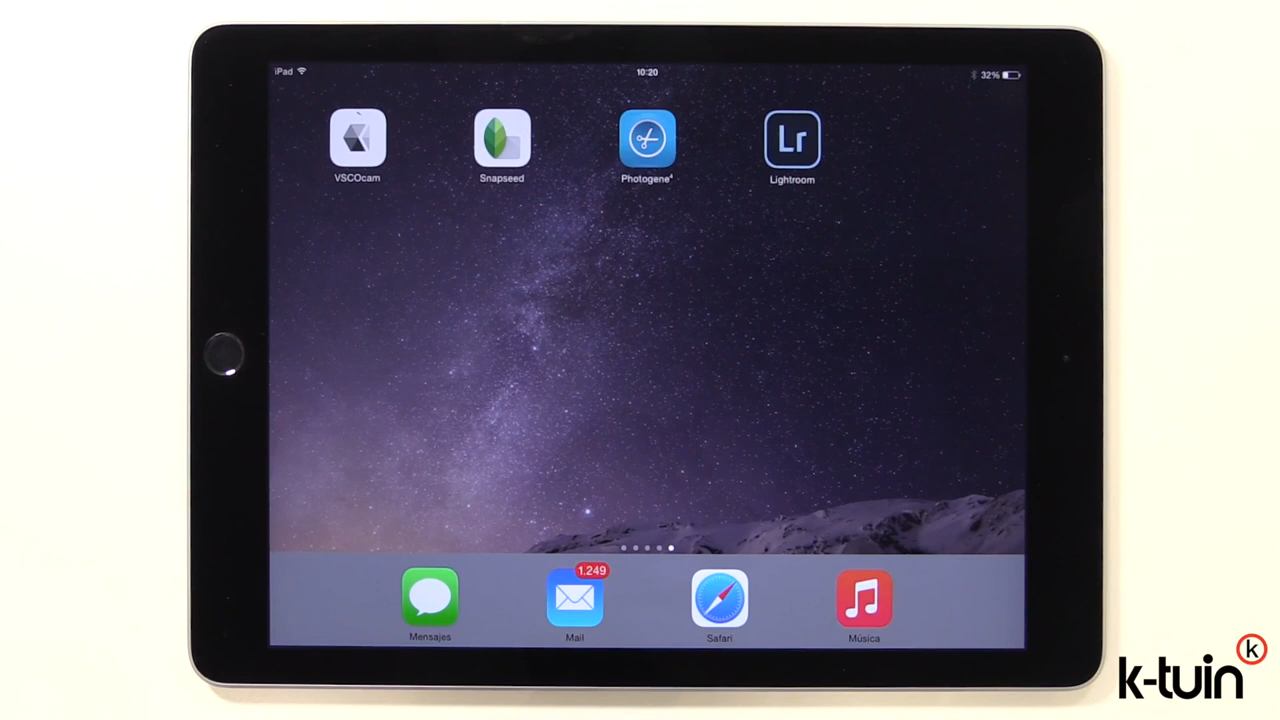 iPad 10:20 32%
VSCOcam Snapseed Photogene⁴ Lr Lightroom
1.249
Mensajes Mail Safari Música
k-tuin k